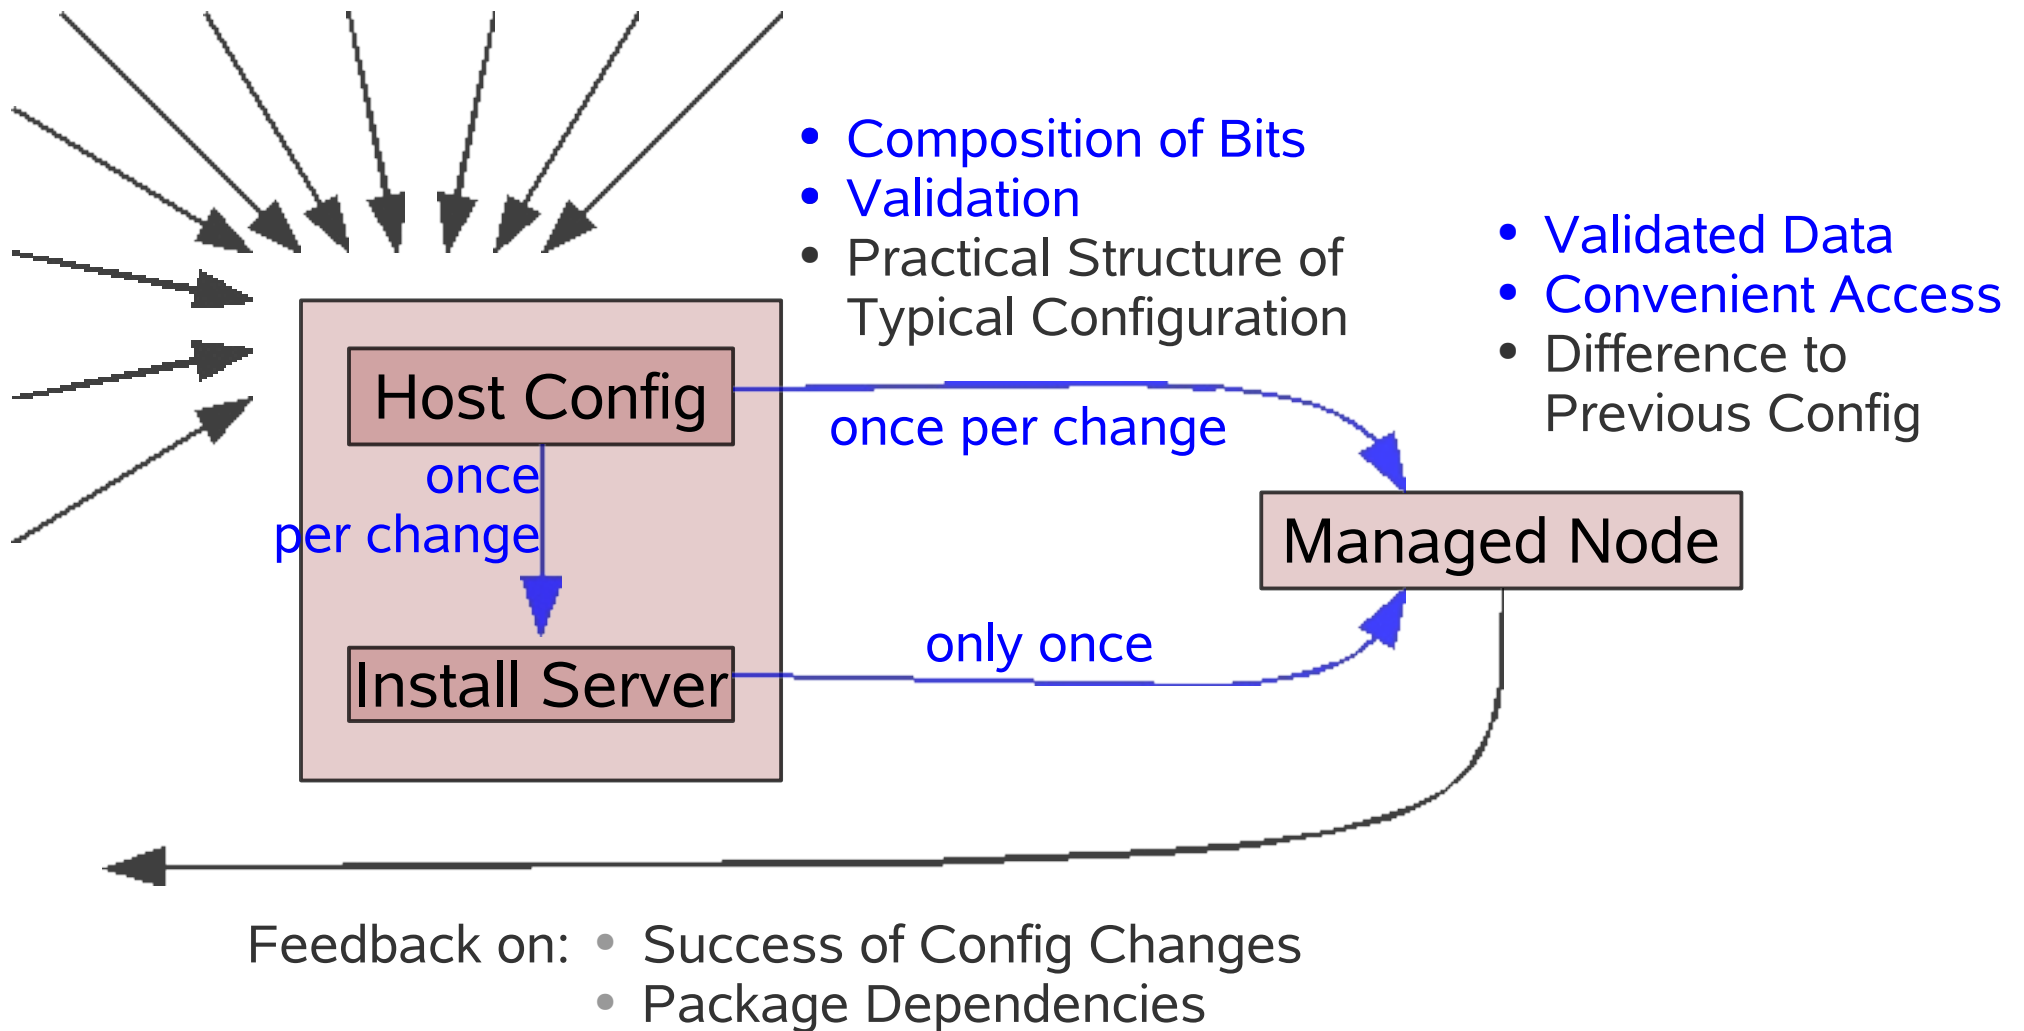 • Composition of Bits
• Validation
• Practical Structure of
Typical Configuration
• Validated Data
• Convenient Access
• Difference to
Previous Config
Host Config
once per change
once
per change
Managed Node
only once
Install Server
Feedback on: • Success of Config Changes
• Package Dependencies